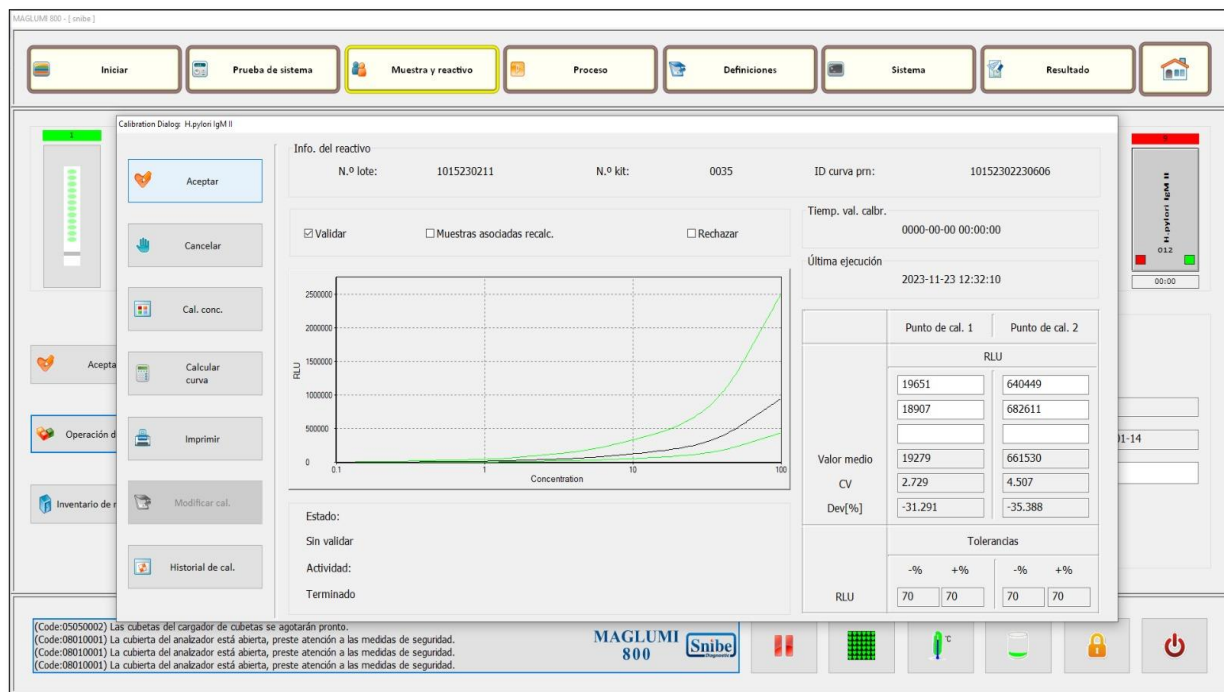 MAGLUMI 800 - [ snibe ]
Iniciar
Prueba de sistema
Muestra y reactivo
Proceso
Definiciones
Sistema
Resultado
Calibration Dialog: H.pylori IgM II
1
Aceptar
Cancelar
Cal. conc.
Calcular
curva
Imprimir
Modificar cal.
Historial de cal.
Acepta
Operación d
Inventario de r
Info. del reactivo
N.º lote: 1015230211 N.º kit: 0035 ID curva prn: 10152302230606
Validar
Muestras asociadas recalc.
Rechazar
Tiemp. val. calbr.
0000-00-00 00:00:00
Última ejecución
2023-11-23 12:32:10
RLU
2500000
2000000
1500000
1000000
500000
0
0.1 1 10 100
Concentration
Estado:
Sin validar
Actividad:
Terminado
Punto de cal. 1 Punto de cal. 2
RLU
19651 640449
18907 682611
Valor medio 19279 661530
CV 2.729 4.507
Dev[%] -31.291 -35.388
Tolerancias
-% +% -% +%
RLU 70 70 70 70
9
H.pylori IgM II
012
00:00
01-14
(Code:05050002) Las cubetas del cargador de cubetas se agotarán pronto.
(Code:08010001) La cubierta del analizador está abierta, preste atención a las medidas de seguridad.
(Code:08010001) La cubierta del analizador está abierta, preste atención a las medidas de seguridad.
(Code:08010001) La cubierta del analizador está abierta, preste atención a las medidas de seguridad.
MAGLUMI
800
Snibe
Diagnostic
°C